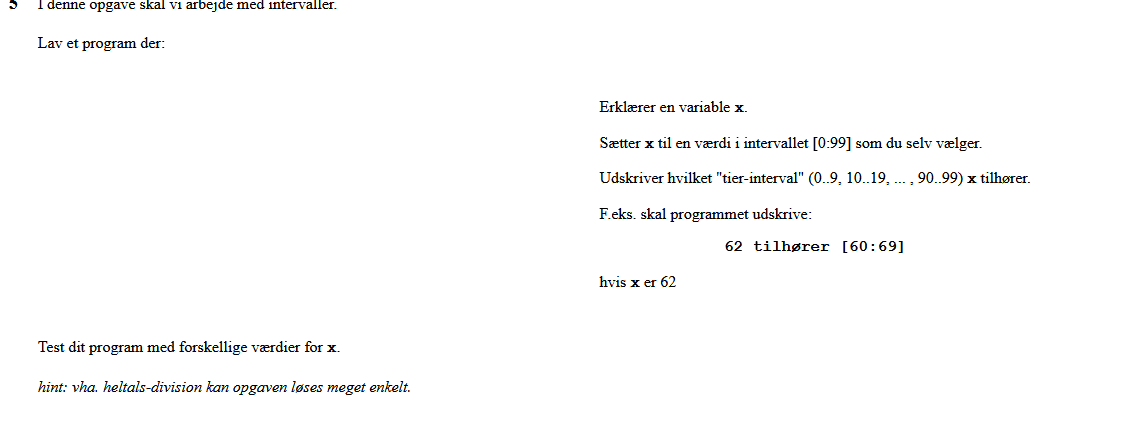 5 I denne opgave skal vi arbejde med intervaller.
Lav et program der:
Erklærer en variable x.
Sætter x til en værdi i intervallet [0:99] som du selv vælger.
Udskriver hvilket "tier-interval" (0..9, 10..19, ... , 90..99) x tilhører.
F.eks. skal programmet udskrive:
62 tilhører [60:69]
hvis x er 62
Test dit program med forskellige værdier for x.
hint: vha. heltals-division kan opgaven løses meget enkelt.